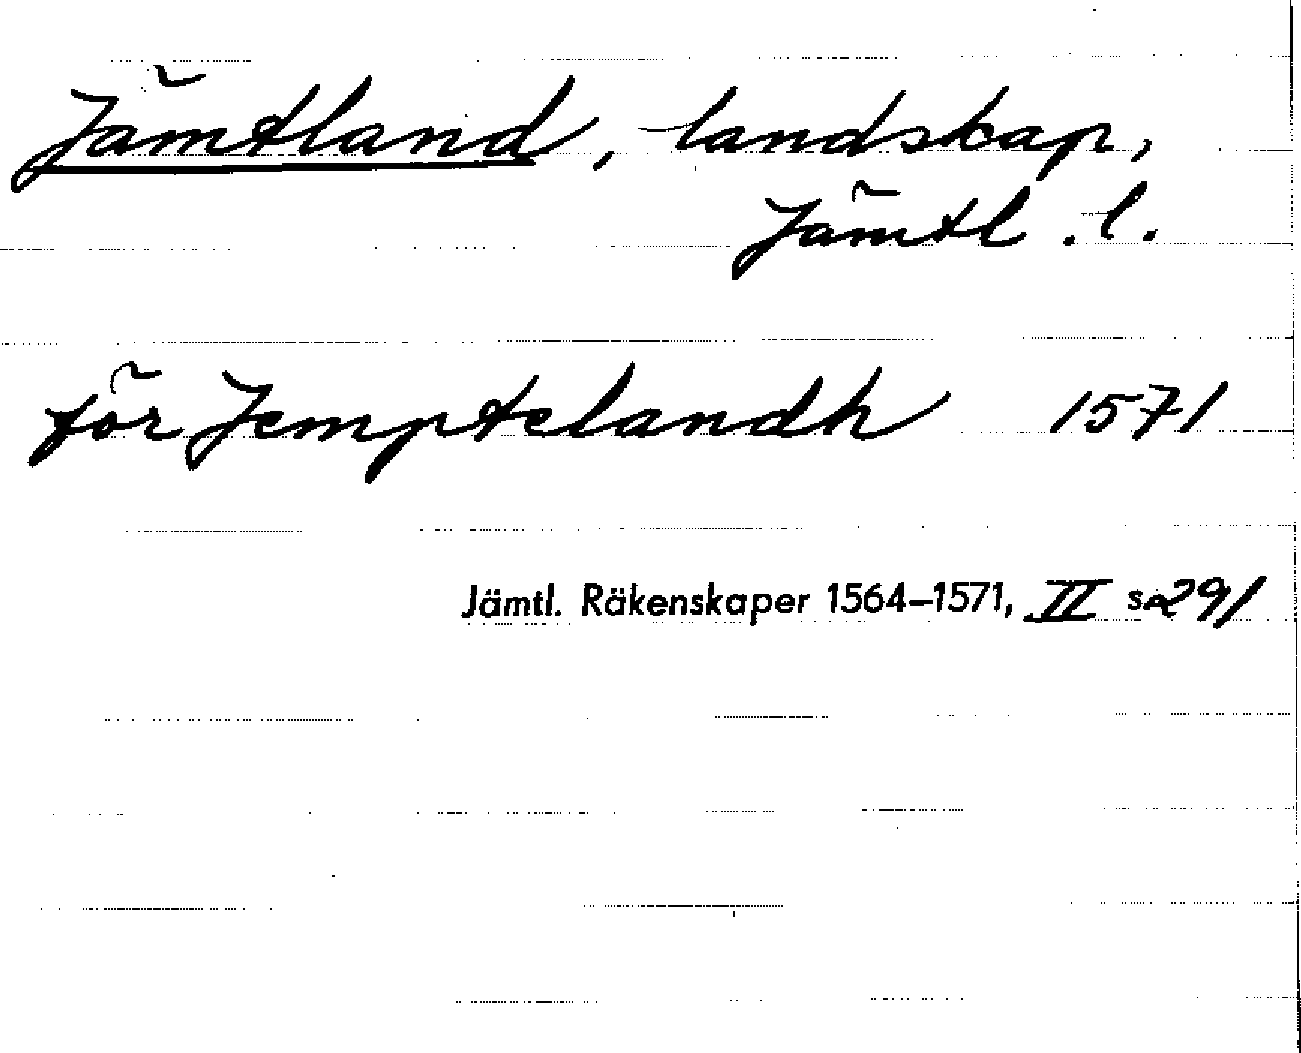 Jämtland, landskap,
Jämtl. l.
för Jemptelandh 1571
Jämtl. Räkenskaper 1564–1571, II s. 291